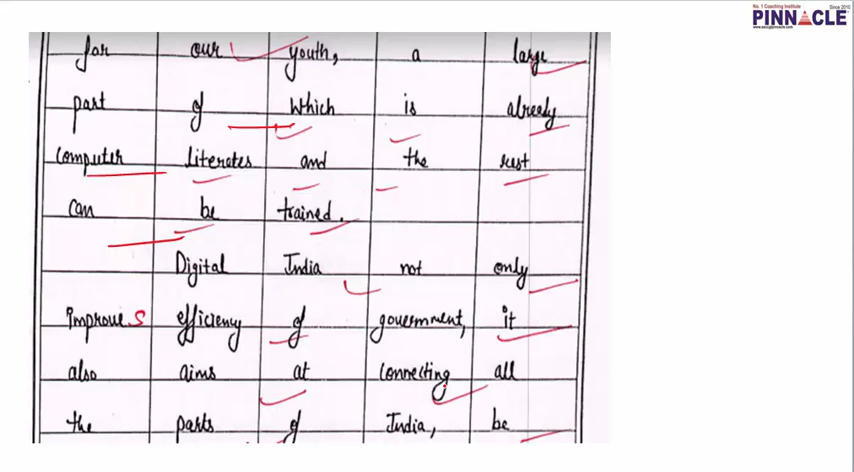 No. 1 Coaching Institute Since 2010
PINNACLE
for our youth, a large
part of which is already
computer literates and the rest
can be trained.
Digital India not only
improves efficiency of government, it
also aims at connecting all
the parts of India, be